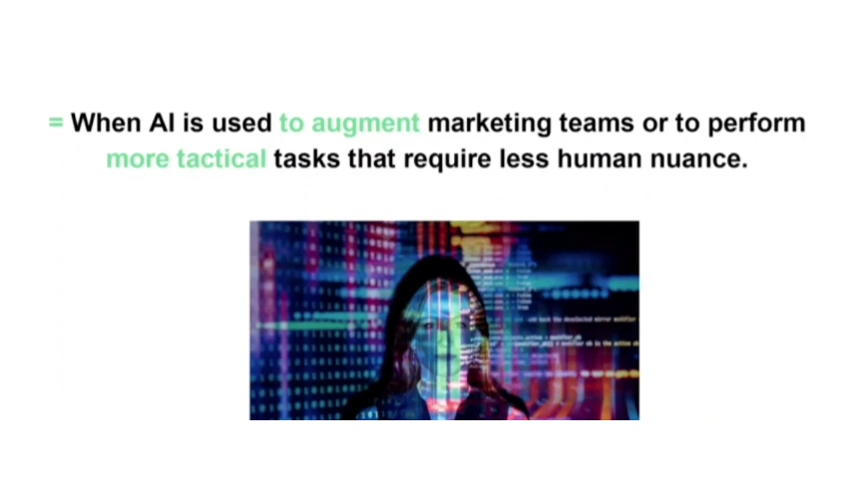 = When AI is used to augment marketing teams or to perform
more tactical tasks that require less human nuance.